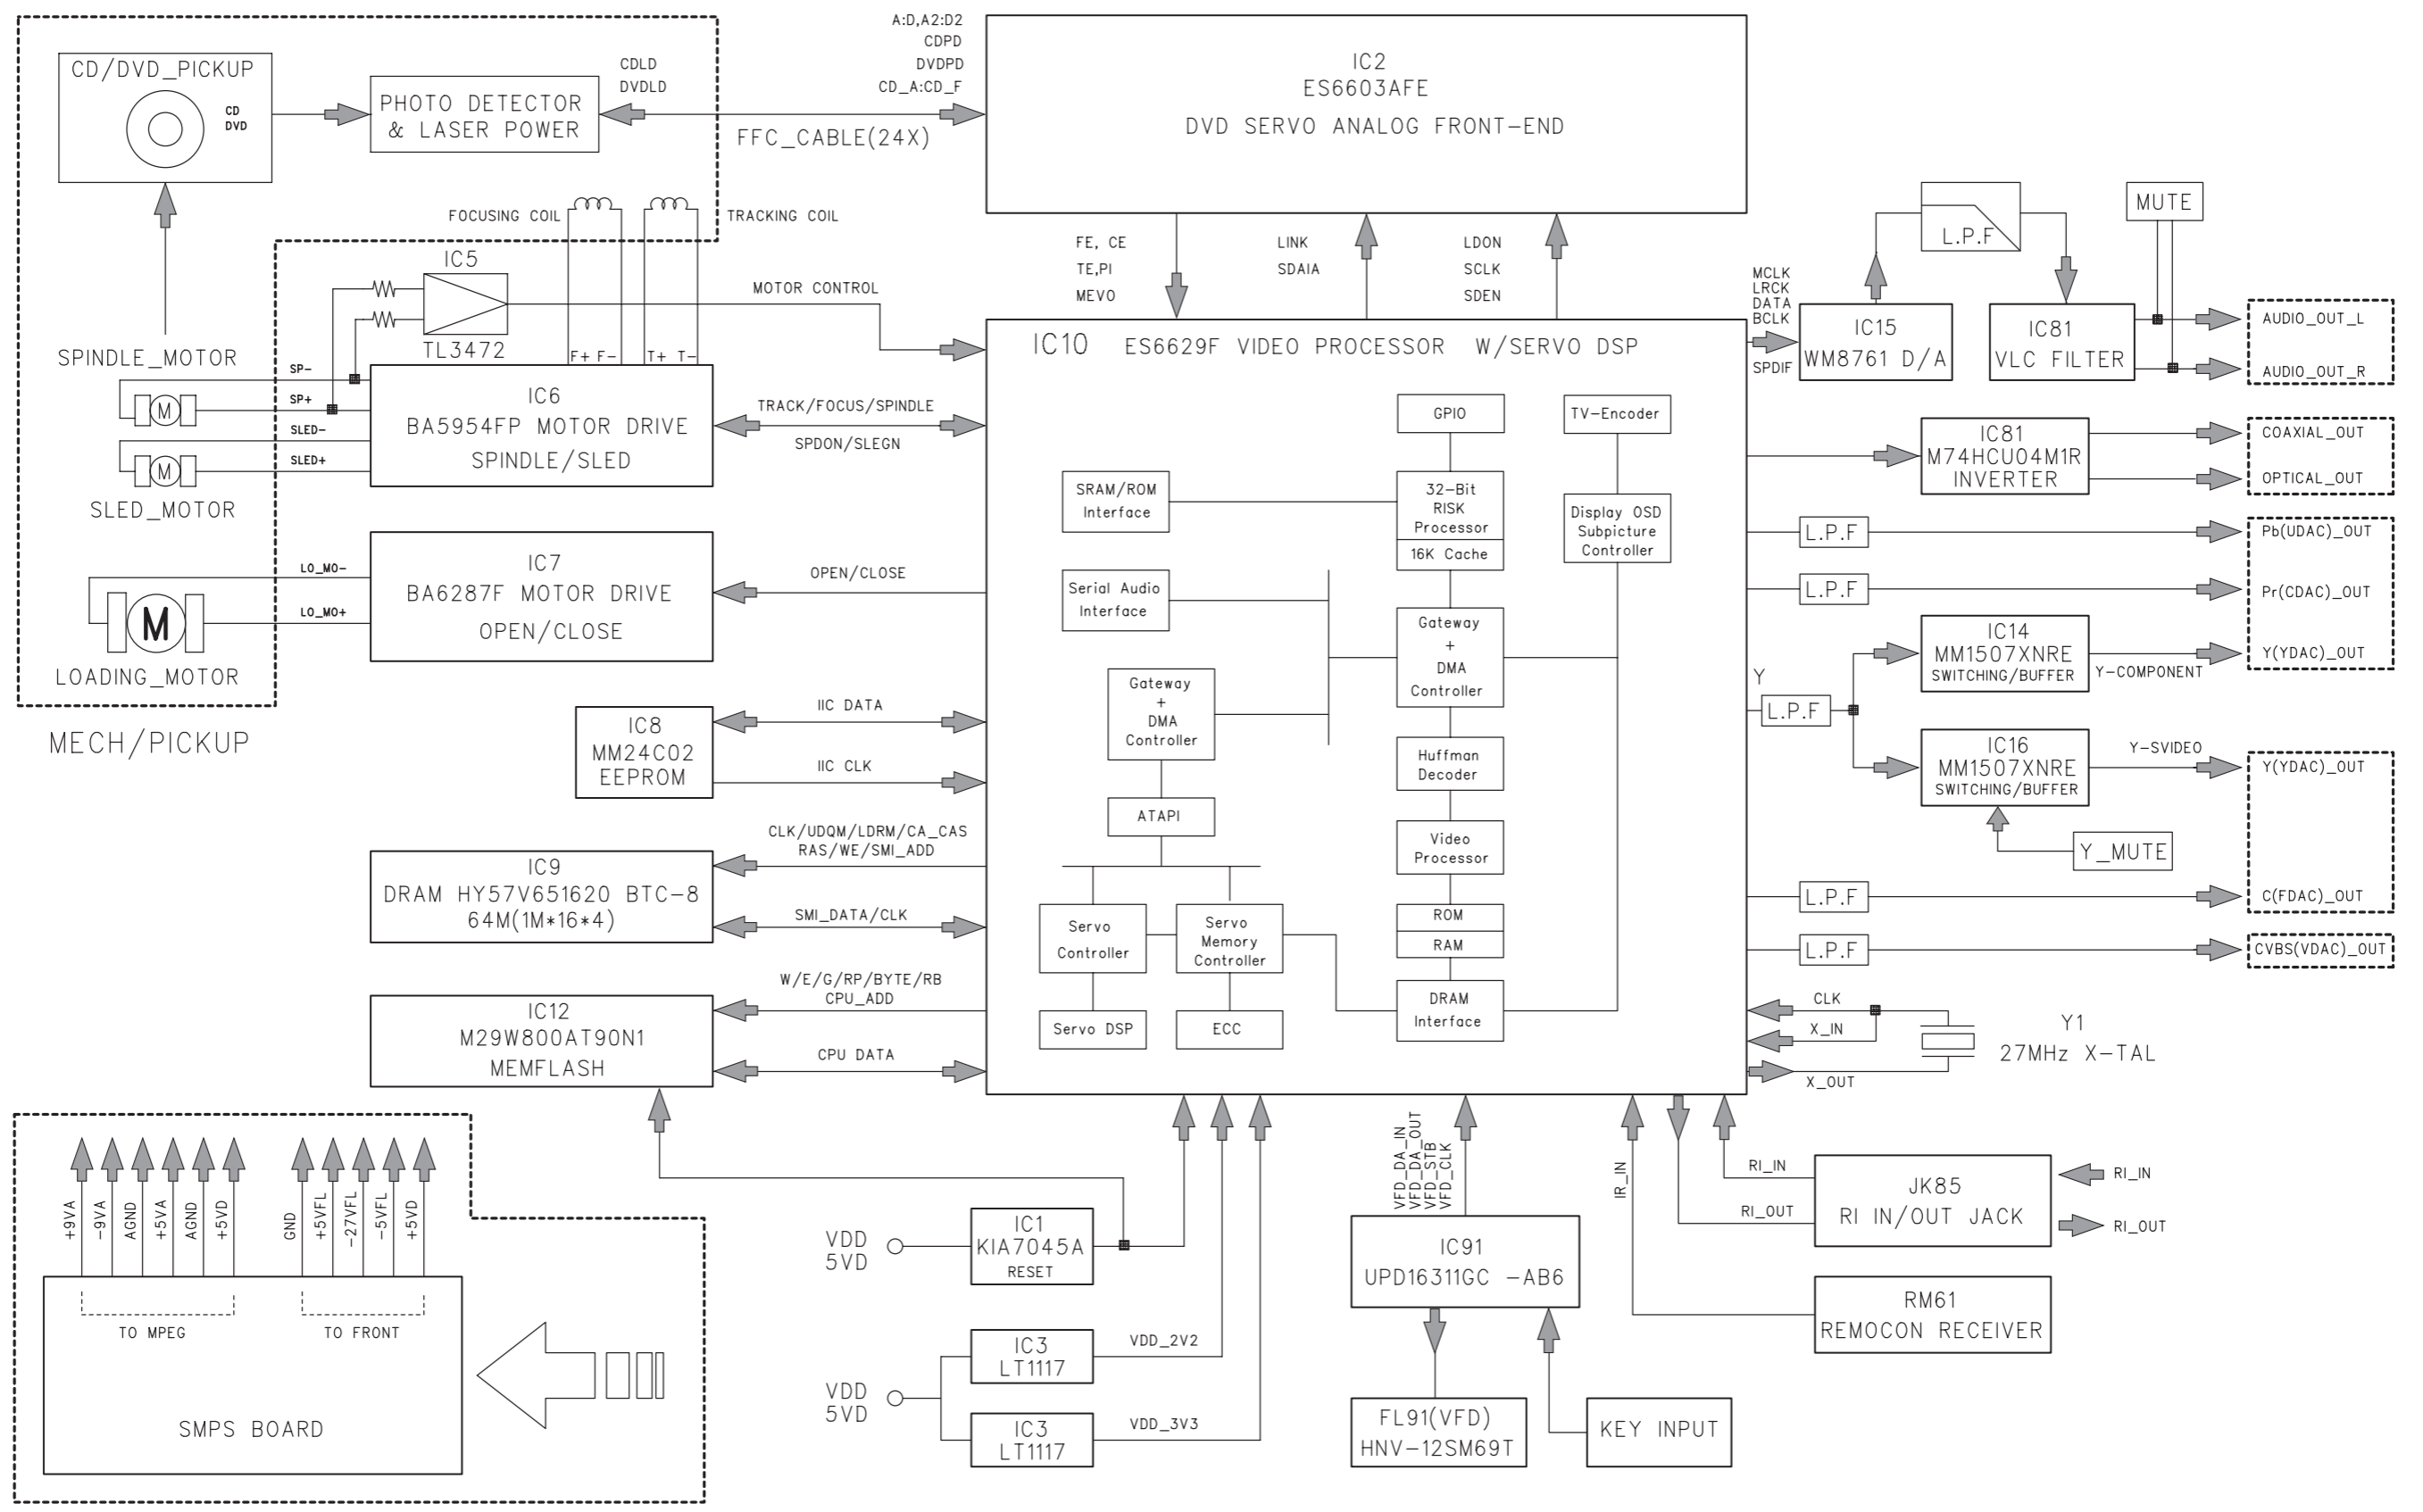 CD/DVD_PICKUP
CD
DVD
PHOTO DETECTOR
& LASER POWER
CDLD
DVDLD
A:D,A2:D2
CDPD
DVDPD
CD_A:CD_F
FFC_CABLE(24X)
IC2
ES6603AFE
DVD SERVO ANALOG FRONT-END
FOCUSING COIL
TRACKING COIL
IC5
TL3472
MOTOR CONTROL
F+ F-
T+ T-
SPINDLE_MOTOR
SP-
SP+
SLED-
SLED+
M
M
SLED_MOTOR
IC6
BA5954FP MOTOR DRIVE
SPINDLE/SLED
TRACK/FOCUS/SPINDLE
SPDON/SLEGN
LO_MO-
LO_MO+
M
LOADING_MOTOR
MECH/PICKUP
IC7
BA6287F MOTOR DRIVE
OPEN/CLOSE
OPEN/CLOSE
IC8
MM24C02
EEPROM
IIC DATA
IIC CLK
IC9
DRAM HY57V651620 BTC-8
64M(1M*16*4)
CLK/UDQM/LDRM/CA_CAS
RAS/WE/SMI_ADD
SMI_DATA/CLK
IC12
M29W800AT90N1
MEMFLASH
W/E/G/RP/BYTE/RB
CPU_ADD
CPU DATA
FE, CE
TE,PI
MEVO
LINK
SDAIA
LDON
SCLK
SDEN
IC10 ES6629F VIDEO PROCESSOR W/SERVO DSP
GPIO
TV-Encoder
SRAM/ROM
Interface
32-Bit
RISK
Processor
16K Cache
Display OSD
Subpicture
Controller
Serial Audio
Interface
Gateway
+
DMA
Controller
Gateway
+
DMA
Controller
Huffman
Decoder
ATAPI
Video
Processor
Servo
Controller
Servo
Memory
Controller
ROM
RAM
Servo DSP
ECC
DRAM
Interface
MCLK
LRCK
DATA
BCLK
SPDIF
IC15
WM8761 D/A
L.P.F
IC81
VLC FILTER
MUTE
AUDIO_OUT_L
AUDIO_OUT_R
IC81
M74HCU04M1R
INVERTER
COAXIAL_OUT
OPTICAL_OUT
L.P.F
Pb(UDAC)_OUT
L.P.F
Pr(CDAC)_OUT
Y
L.P.F
IC14
MM1507XNRE
SWITCHING/BUFFER
Y-COMPONENT
Y(YDAC)_OUT
IC16
MM1507XNRE
SWITCHING/BUFFER
Y-SVIDEO
Y(YDAC)_OUT
Y_MUTE
L.P.F
C(FDAC)_OUT
L.P.F
CVBS(VDAC)_OUT
CLK
X_IN
X_OUT
Y1
27MHz X-TAL
+9VA
-9VA
AGND
+5VA
AGND
+5VD
GND
+5VFL
-27VFL
-5VFL
+5VD
TO MPEG
TO FRONT
SMPS BOARD
VDD
5VD
IC1
KIA7045A
RESET
VDD
5VD
IC3
LT1117
VDD_2V2
IC3
LT1117
VDD_3V3
VFD_DA_IN
VFD_DA_OUT
VFD_STB
VFD_CLK
IC91
UPD16311GC -AB6
FL91(VFD)
HNV-12SM69T
KEY INPUT
IR_IN
RI_IN
RI_OUT
JK85
RI IN/OUT JACK
RI_IN
RI_OUT
RM61
REMOCON RECEIVER